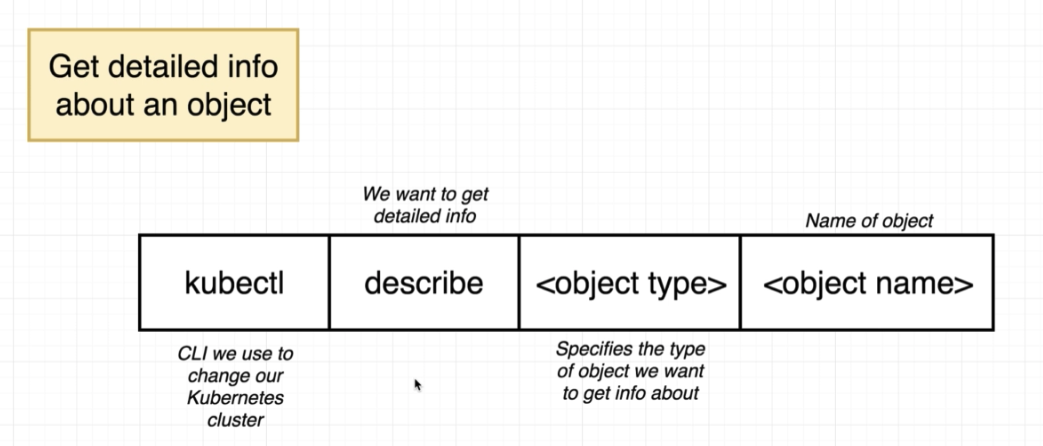 Get detailed info
about an object
We want to get
detailed info
Name of object
kubectl
describe
<object type>
<object name>
CLI we use to
change our
Kubernetes
cluster
Specifies the type
of object we want
to get info about